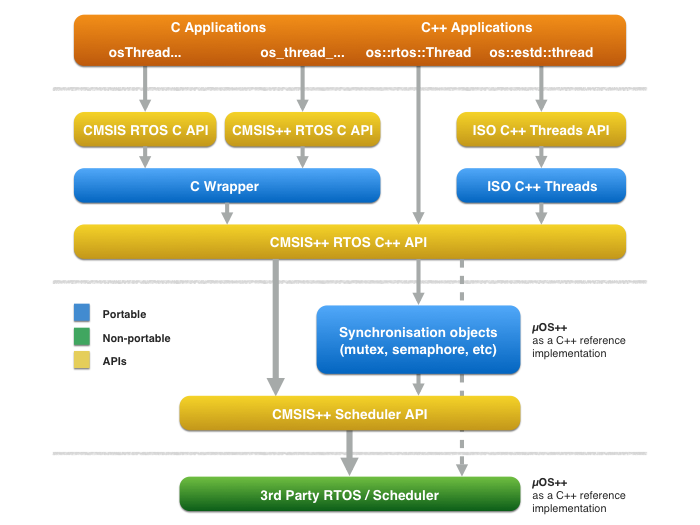 C Applications
C++ Applications
osThread...
os_thread_...
os::rtos::Thread
os::estd::thread
CMSIS RTOS C API
CMSIS++ RTOS C API
ISO C++ Threads API
C Wrapper
ISO C++ Threads
CMSIS++ RTOS C++ API
Portable
Non-portable
APIs
Synchronisation objects
(mutex, semaphore, etc)
µOS++
as a C++ reference
implementation
CMSIS++ Scheduler API
3rd Party RTOS / Scheduler
µOS++
as a C++ reference
implementation